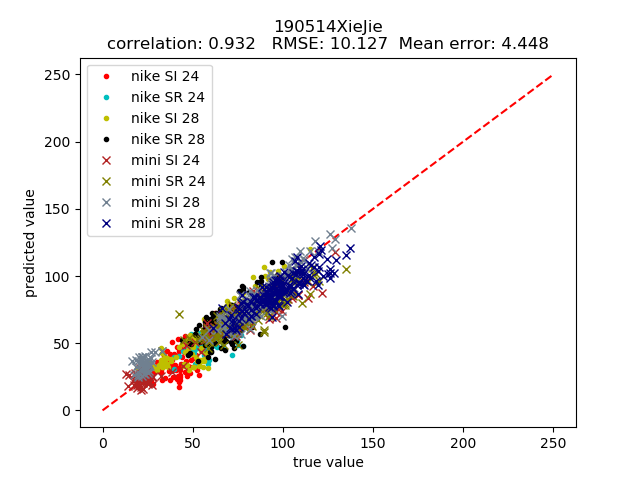 190514XieJie
correlation: 0.932   RMSE: 10.127  Mean error: 4.448
250
200
150
100
50
0
predicted value
nike SI 24
nike SR 24
nike SI 28
nike SR 28
mini SI 24
mini SR 24
mini SI 28
mini SR 28
0 50 100 150 200 250
true value